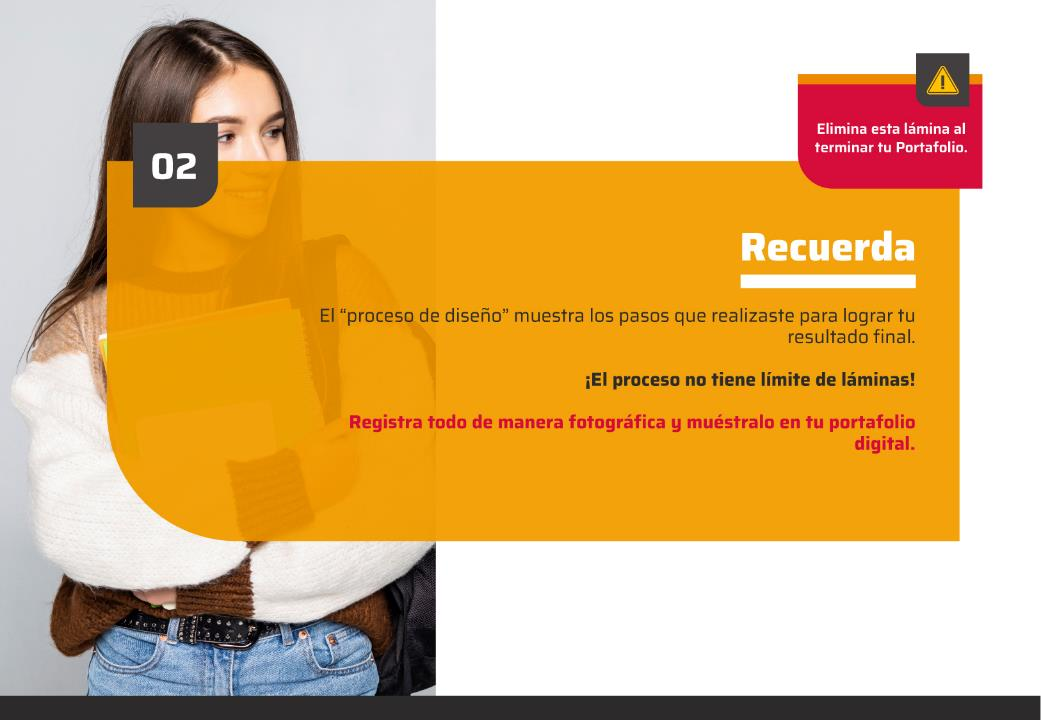 02
Elimina esta lámina al
terminar tu Portafolio.
Recuerda
El “proceso de diseño” muestra los pasos que realizaste para lograr tu
resultado final.
¡El proceso no tiene límite de láminas!
Registra todo de manera fotográfica y muéstralo en tu portafolio
digital.